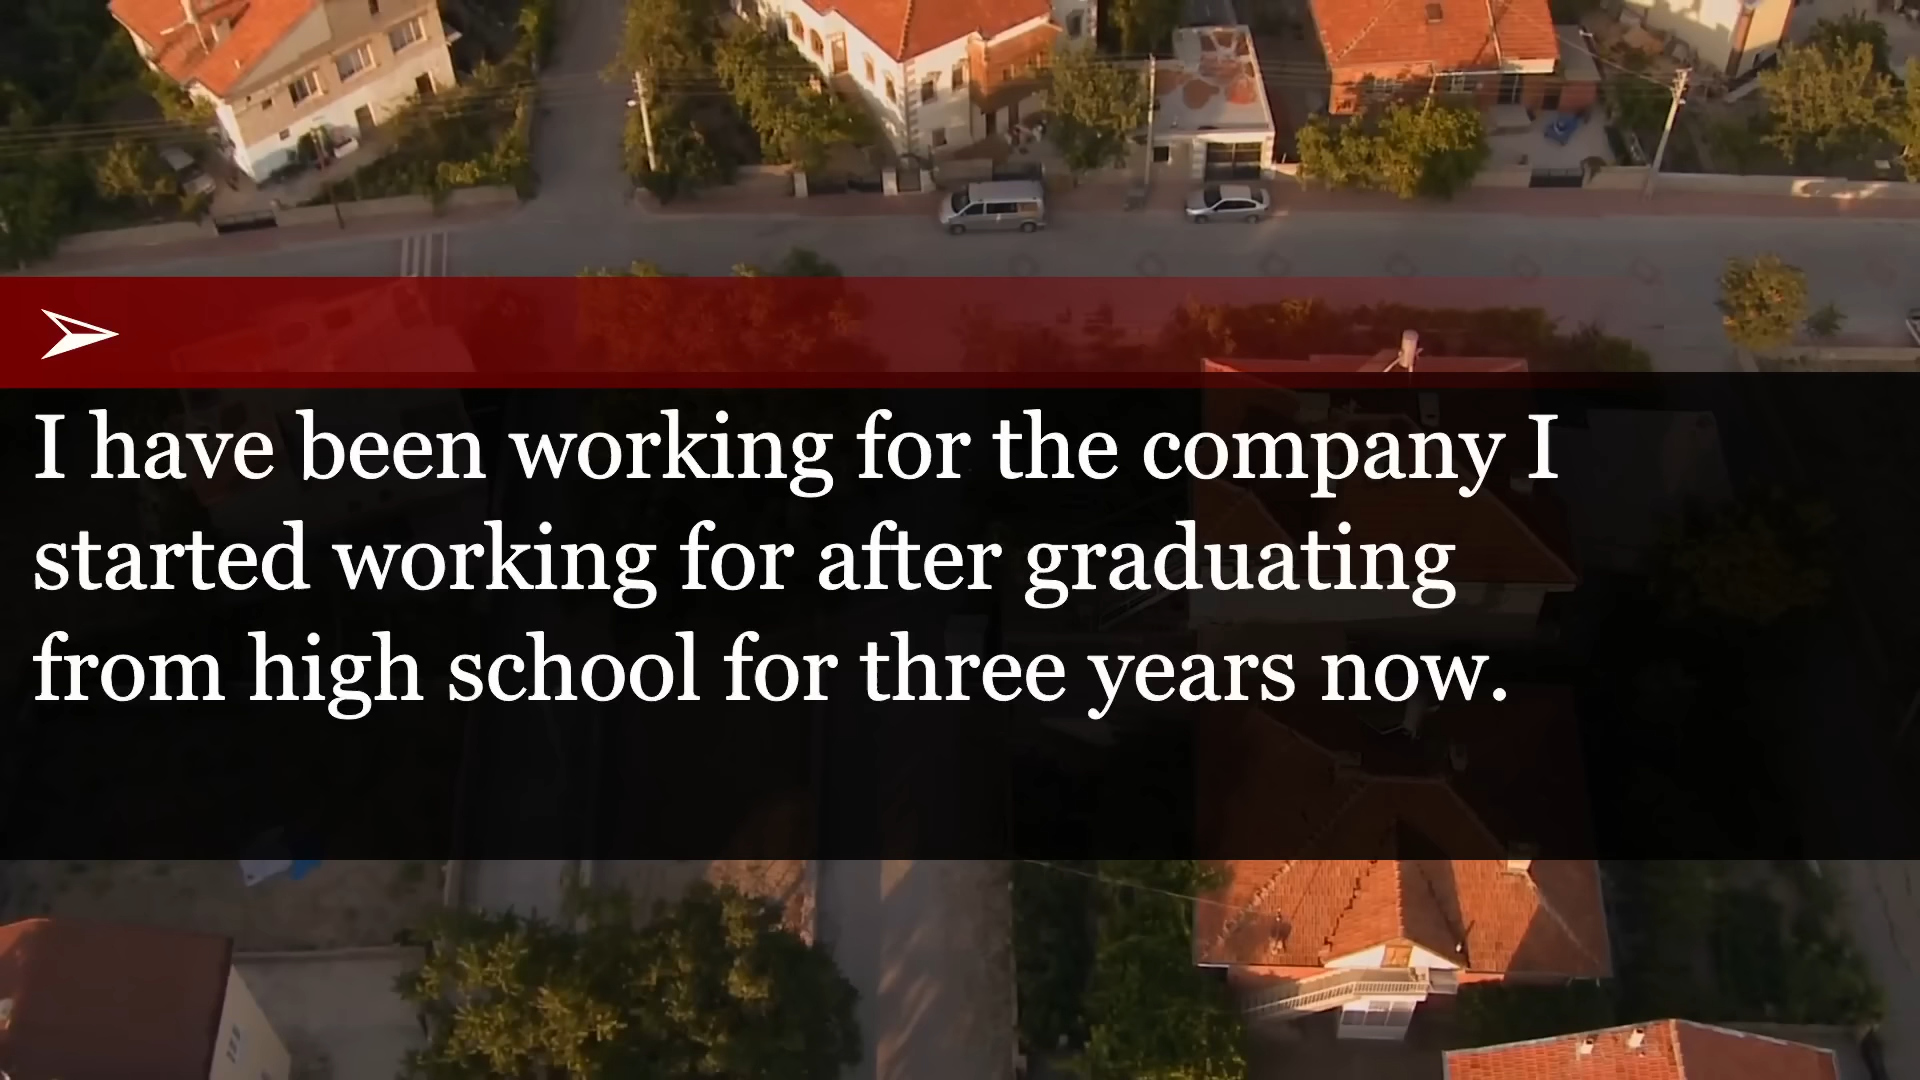 I have been working for the company I
started working for after graduating
from high school for three years now.